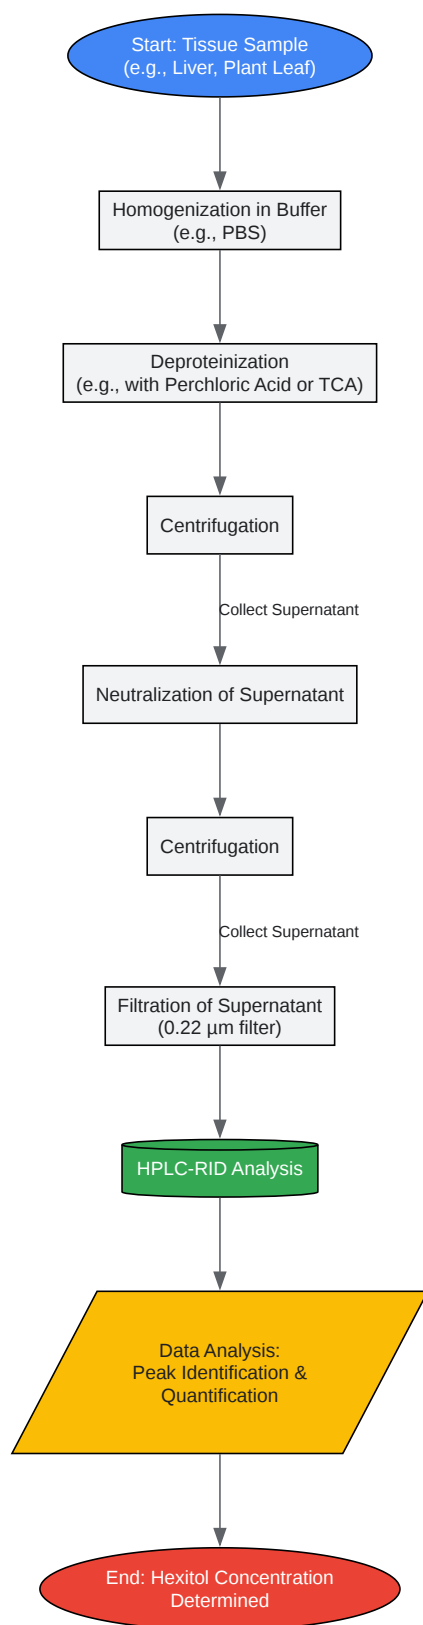 Start: Tissue Sample
(e.g., Liver, Plant Leaf)
Homogenization in Buffer
(e.g., PBS)
Deproteinization
(e.g., with Perchloric Acid or TCA)
Centrifugation
Collect Supernatant
Neutralization of Supernatant
Centrifugation
Collect Supernatant
Filtration of Supernatant
(0.22 µm filter)
HPLC-RID Analysis
Data Analysis:
Peak Identification &
Quantification
End: Hexitol Concentration
Determined